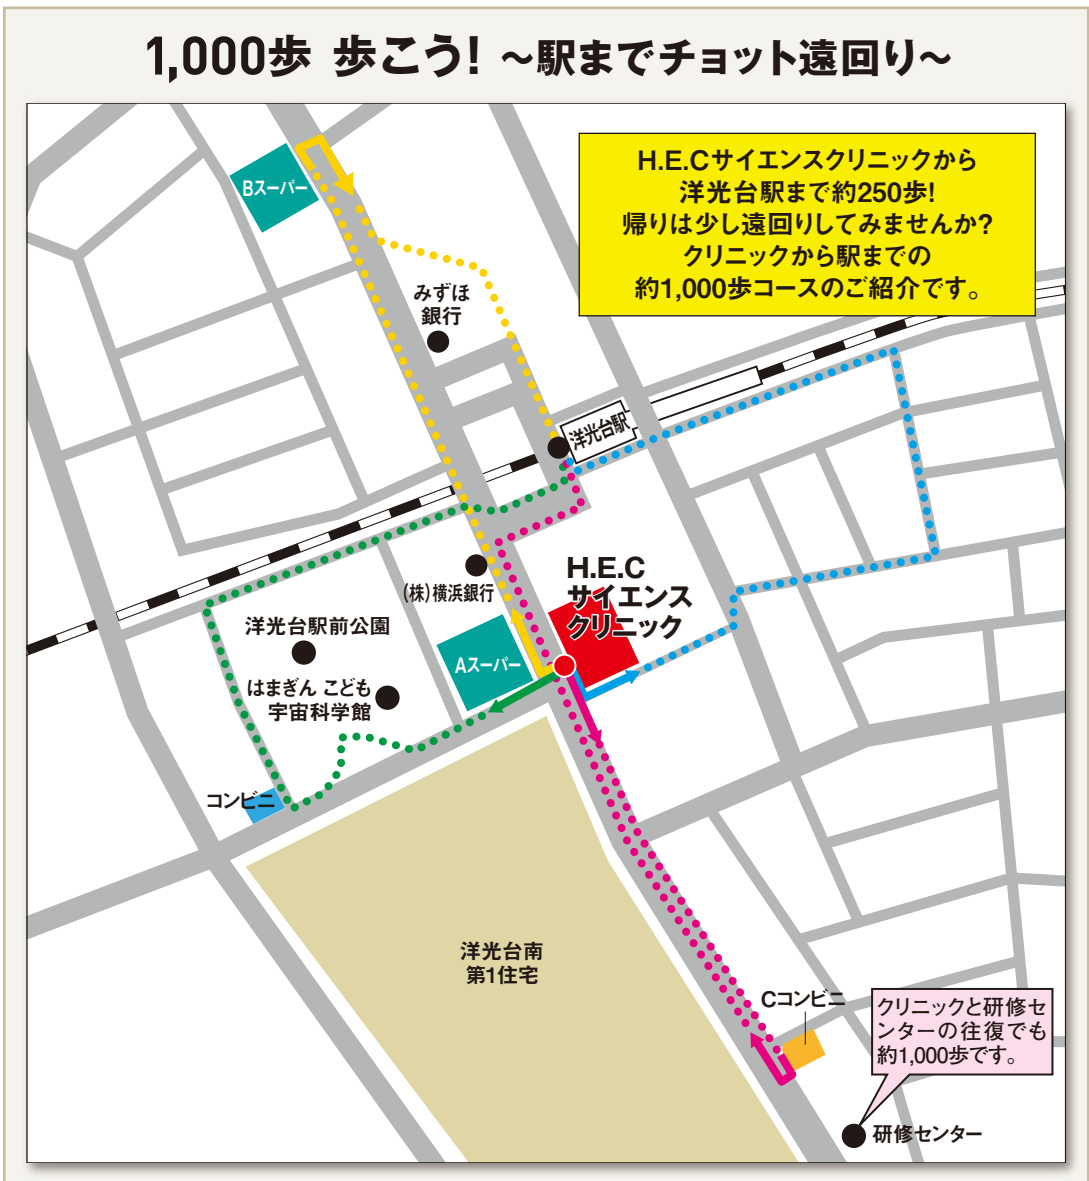 1,000歩 歩こう! ～駅までチョット遠回り～
H.E.Cサイエンスクリニックから
洋光台駅まで約250歩!
帰りは少し遠回りしてみませんか?
クリニックから駅までの
約1,000歩コースのご紹介です。
Bスーパー
みずほ
銀行
洋光台駅
(株)横浜銀行
H.E.C
サイエンス
クリニック
洋光台駅前公園
Aスーパー
はまぎん こども
宇宙科学館
コンビニ
洋光台南
第1住宅
Cコンビニ
クリニックと研修セ
ンターの往復でも
約1,000歩です。
研修センター